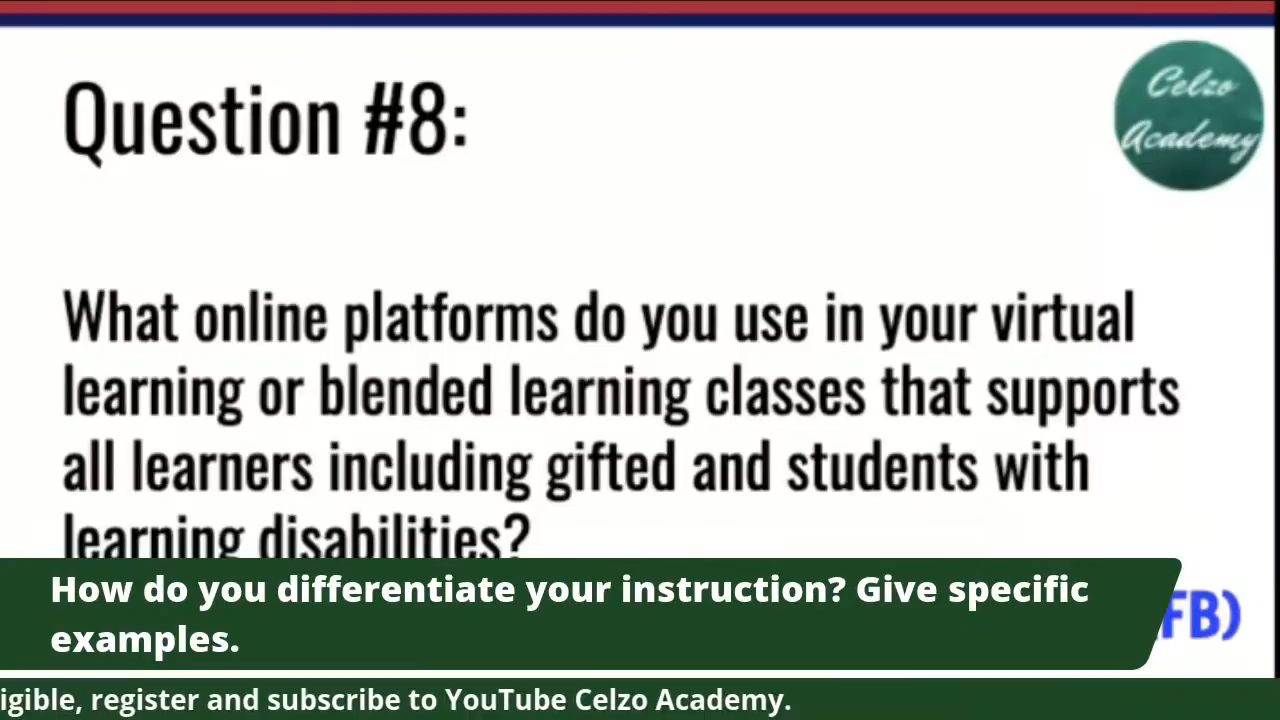 Question #8:
Celzo
Academy
What online platforms do you use in your virtual
learning or blended learning classes that supports
all learners including gifted and students with
learning disabilities?
How do you differentiate your instruction? Give specific
examples.
FB)
igible, register and subscribe to YouTube Celzo Academy.